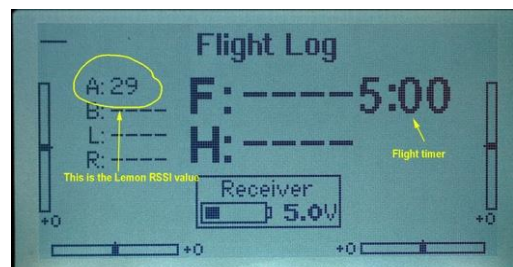 Flight Log
A: 29
B: ----
L: ----
R: ----
F: ----
5:00
H: ----
This is the Lemon RSSI value
Flight timer
Receiver
5.0V
+0
+0
+0
+0